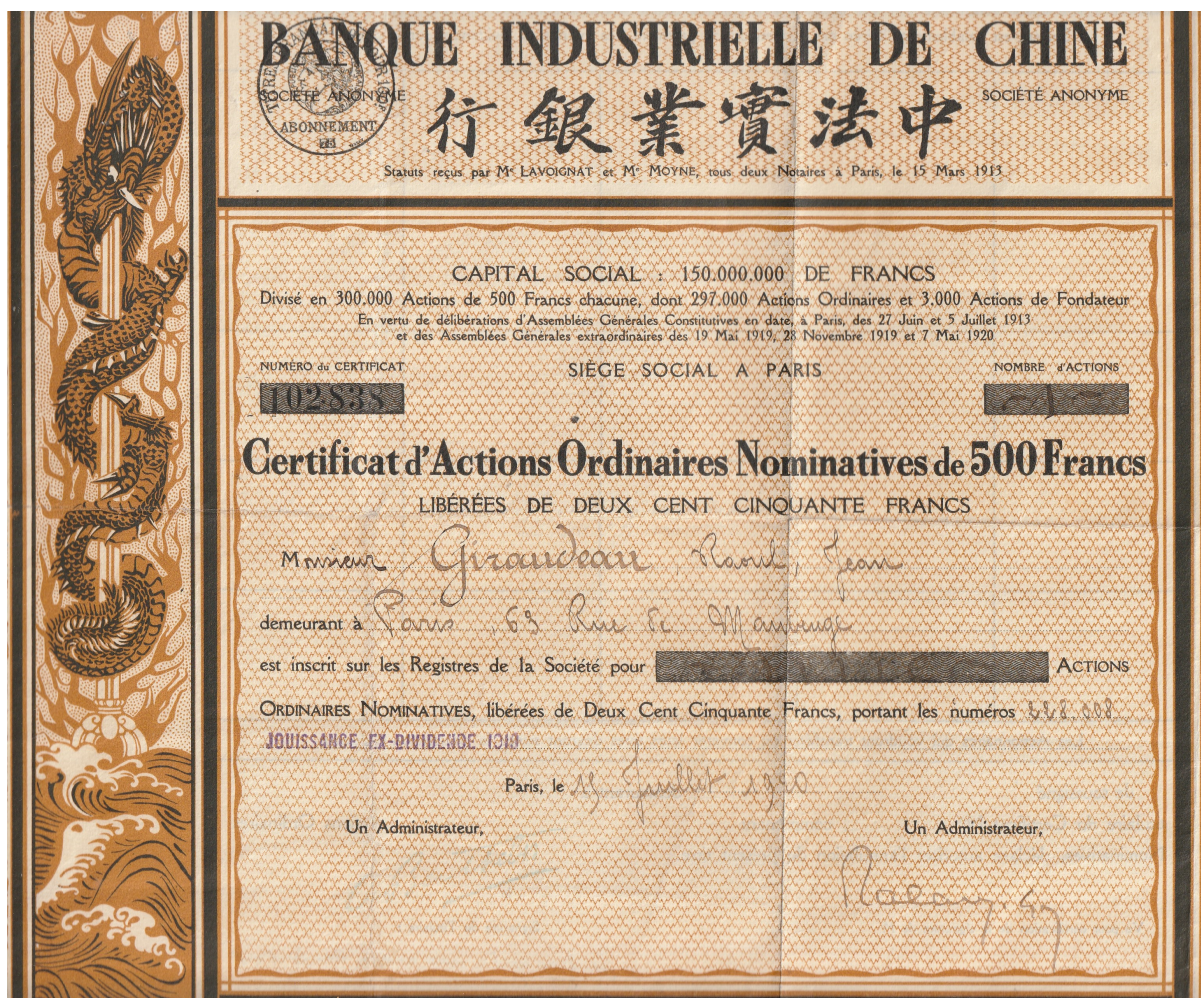 BANQUE INDUSTRIELLE DE CHINE
SOCIÉTÉ ANONYME
SOCIÉTÉ ANONYME
ABONNEMENT
行銀業實法中
Statuts reçus par Mᵉ LAVOIGNAT et Mᵉ MOYNE, tous deux Notaires à Paris, le 15 Mars 1913
CAPITAL SOCIAL : 150.000.000 DE FRANCS
Divisé en 300.000 Actions de 500 Francs chacune, dont 297.000 Actions Ordinaires et 3.000 Actions de Fondateur
En vertu de délibérations d'Assemblées Générales Constitutives en date, à Paris, des 27 Juin et 5 Juillet 1913
et des Assemblées Générales extraordinaires des 19 Mai 1919, 28 Novembre 1919 et 7 Mai 1920
NUMÉRO du CERTIFICAT
SIÈGE SOCIAL A PARIS
NOMBRE d'ACTIONS
102.838
-1-
Certificat d'Actions Ordinaires Nominatives de 500 Francs
LIBÉRÉES DE DEUX CENT CINQUANTE FRANCS
Monsieur Giraudeau Raoul Jean
demeurant à Paris, 69 Rue de Maubeuge
est inscrit sur les Registres de la Société pour ACTIONS
ORDINAIRES NOMINATIVES, libérées de Deux Cent Cinquante Francs, portant les numéros 238.008
JOUISSANCE EX-DIVIDENDE 1919
Paris, le 15 Juillet 1920
Un Administrateur,
Un Administrateur,